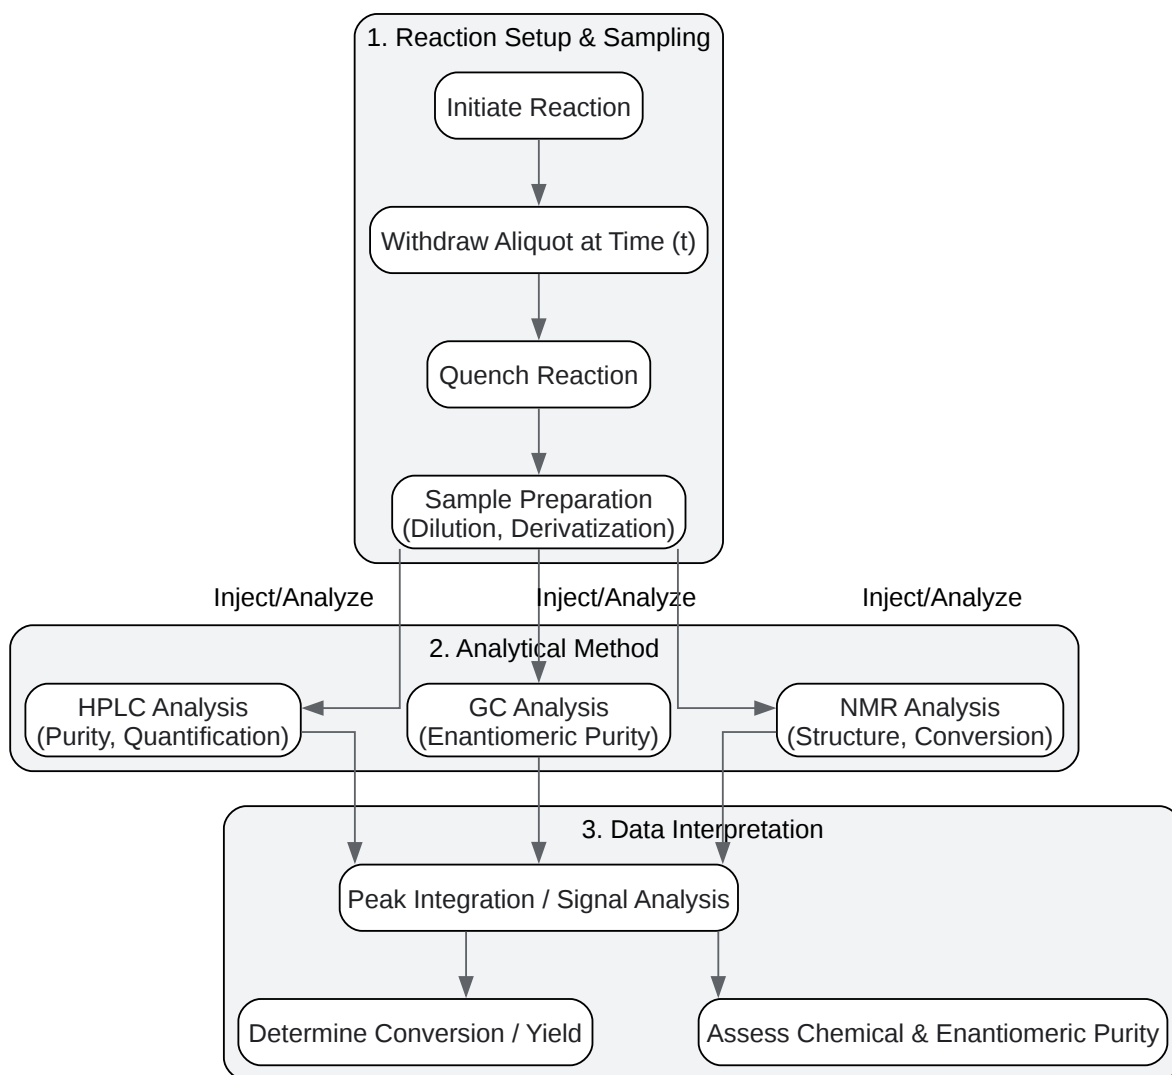 1. Reaction Setup & Sampling
Initiate Reaction
Withdraw Aliquot at Time (t)
Quench Reaction
Sample Preparation
(Dilution, Derivatization)
Inject/Analyze
Inject/Analyze
Inject/Analyze
2. Analytical Method
HPLC Analysis
(Purity, Quantification)
GC Analysis
(Enantiomeric Purity)
NMR Analysis
(Structure, Conversion)
3. Data Interpretation
Peak Integration / Signal Analysis
Determine Conversion / Yield
Assess Chemical & Enantiomeric Purity